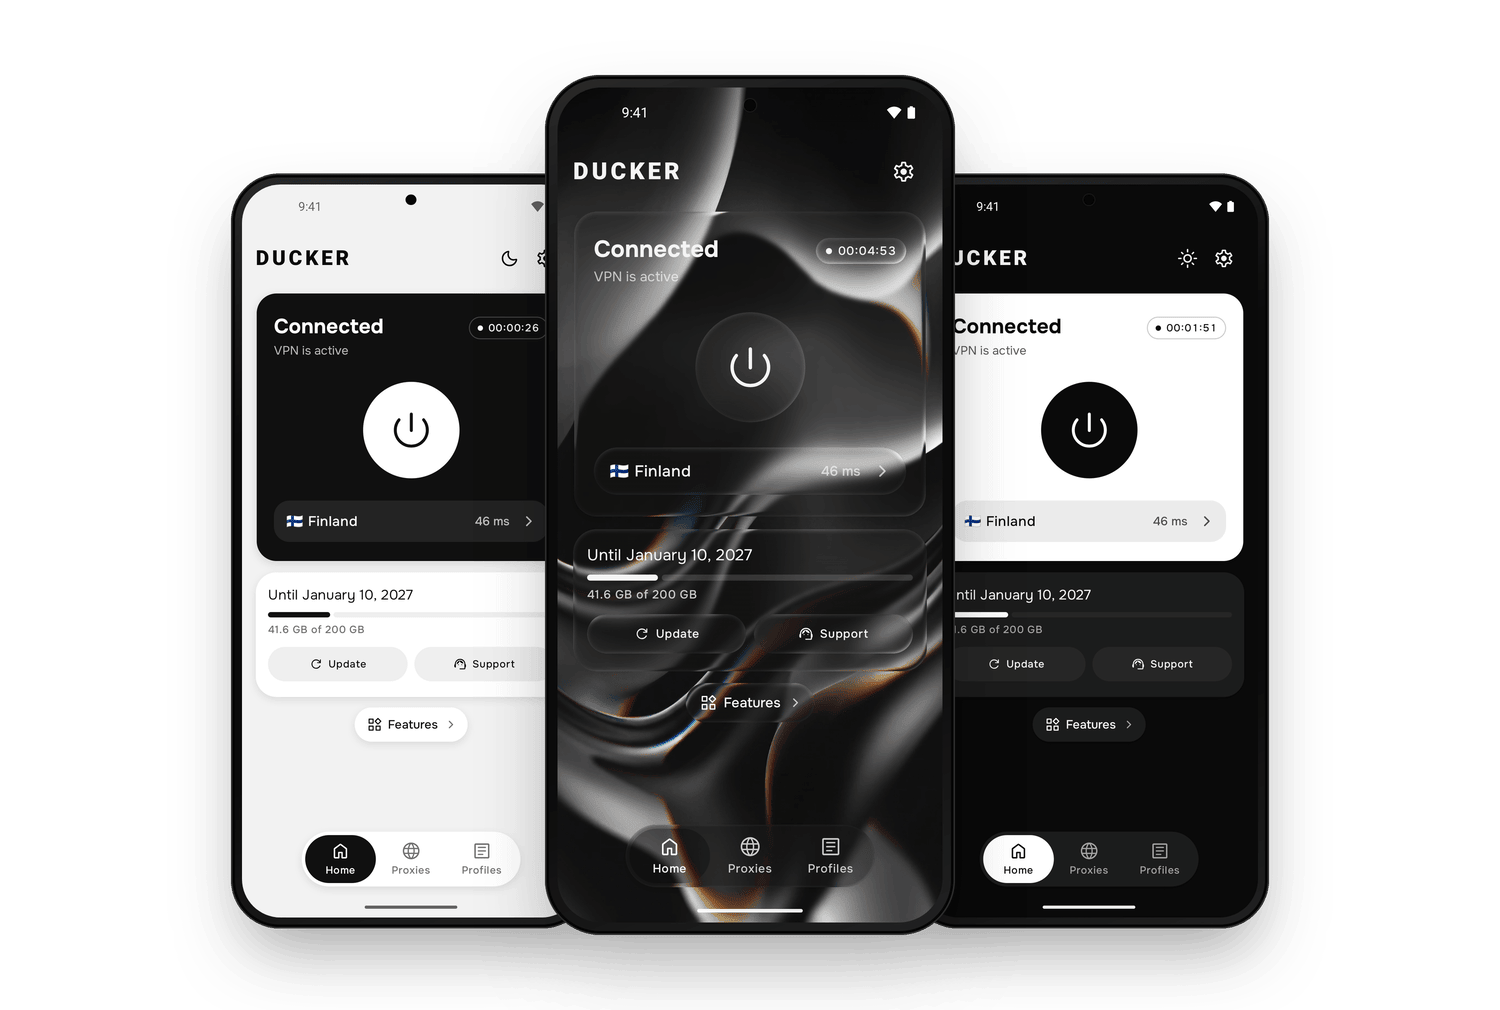 9:41
DUCKER
Connected
00:00:26
VPN is active
Finland
46 ms
Until January 10, 2027
41.6 GB of 200 GB
Update
Support
Features
Home
Proxies
Profiles
9:41
DUCKER
Connected
00:04:53
VPN is active
Finland
46 ms
Until January 10, 2027
41.6 GB of 200 GB
Update
Support
Features
Home
Proxies
Profiles
9:41
UCKER
Connected
00:01:51
VPN is active
Finland
46 ms
ntil January 10, 2027
1.6 GB of 200 GB
Update
Support
Features
Home
Proxies
Profiles